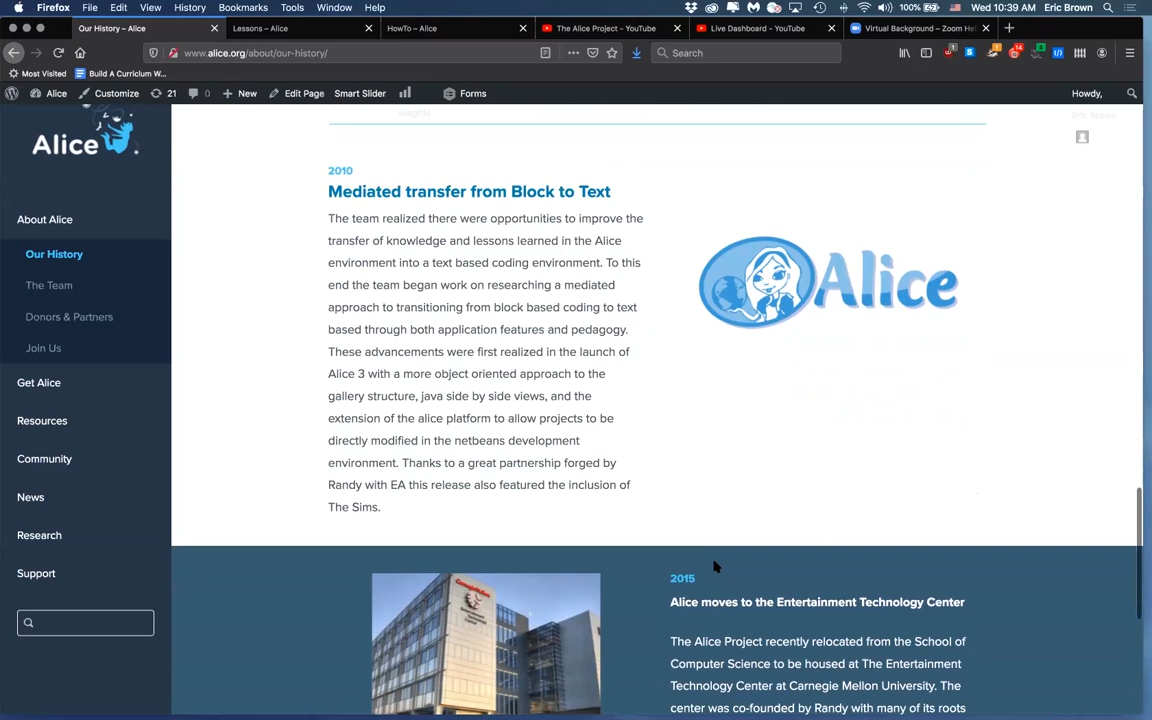 Firefox File Edit View History Bookmarks Tools Window Help 100% Wed 10:39 AM Eric Brown
Our History – Alice Lessons – Alice HowTo – Alice The Alice Project - YouTube Live Dashboard - YouTube Virtual Background – Zoom He
www.alice.org/about/our-history/ Search
Most Visited Build A Curriculum W...
Alice Customize 21 0 New Edit Page Smart Slider Forms Howdy,
Insights
Eric Brown
Alice
About Alice
Our History
The Team
Donors & Partners
Join Us
Get Alice
Resources
Community
News
Research
Support
2010
Mediated transfer from Block to Text
The team realized there were opportunities to improve the
transfer of knowledge and lessons learned in the Alice
environment into a text based coding environment. To this
end the team began work on researching a mediated
approach to transitioning from block based coding to text
based through both application features and pedagogy.
These advancements were first realized in the launch of
Alice 3 with a more object oriented approach to the
gallery structure, java side by side views, and the
extension of the alice platform to allow projects to be
directly modified in the netbeans development
environment. Thanks to a great partnership forged by
Randy with EA this release also featured the inclusion of
The Sims.
Alice
2015
Alice moves to the Entertainment Technology Center
The Alice Project recently relocated from the School of
Computer Science to be housed at The Entertainment
Technology Center at Carnegie Mellon University. The
center was co-founded by Randy with many of its roots